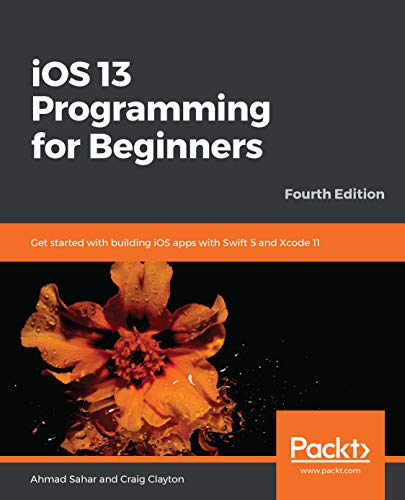 iOS 13
Programming
for Beginners
Fourth Edition
Get started with building iOS apps with Swift 5 and Xcode 11
Packt>
www.packt.com
Ahmad Sahar and Craig Clayton